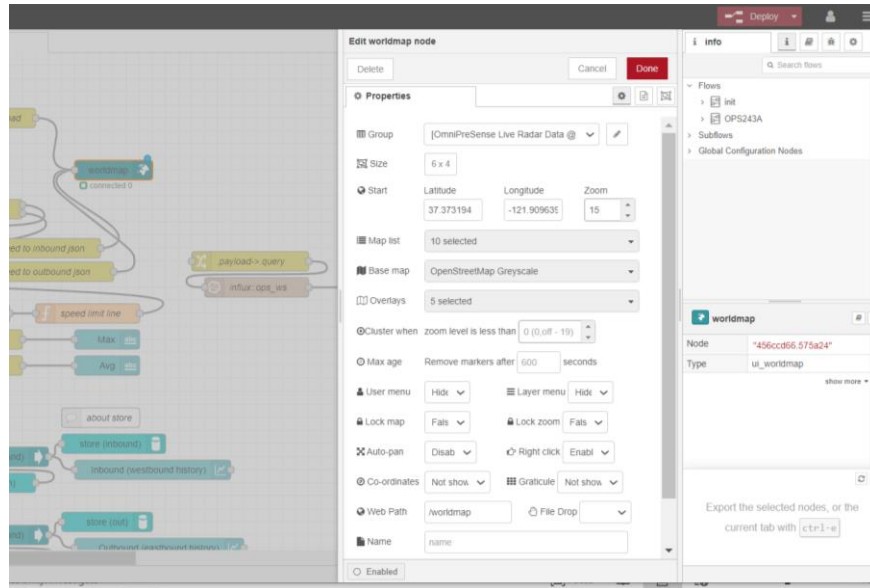 Deploy
Edit worldmap node
Delete
Cancel
Done
Properties
Group
[OmniPreSense Live Radar Data @
Size
6 x 4
Start
Latitude
Longitude
Zoom
37.373194
-121.909635
15
Map list
10 selected
Base map
OpenStreetMap Greyscale
Overlays
5 selected
Cluster when zoom level is less than
0 (0,off - 19)
Max age
Remove markers after
600
seconds
User menu
Hide
Layer menu
Hide
Lock map
Fals
Lock zoom
Fals
Auto-pan
Disab
Right click
Enabl
Co-ordinates
Not show
Graticule
Not show
Web Path
/worldmap
File Drop
Name
name
Enabled
worldmap
connected 0
ed to inbound json
ed to outbound json
payload-> query
influx: ops_ws
speed limit line
Max
abc
Avg
abc
about store
store (inbound)
Inbound (westbound history)
store (out)
Outbound (eastbound history)
i info
Search flows
Flows
init
OPS243A
Subflows
Global Configuration Nodes
worldmap
Node
"456ccd66.575a24"
Type
ui_worldmap
show more
Export the selected nodes, or the
current tab with ctrl-e